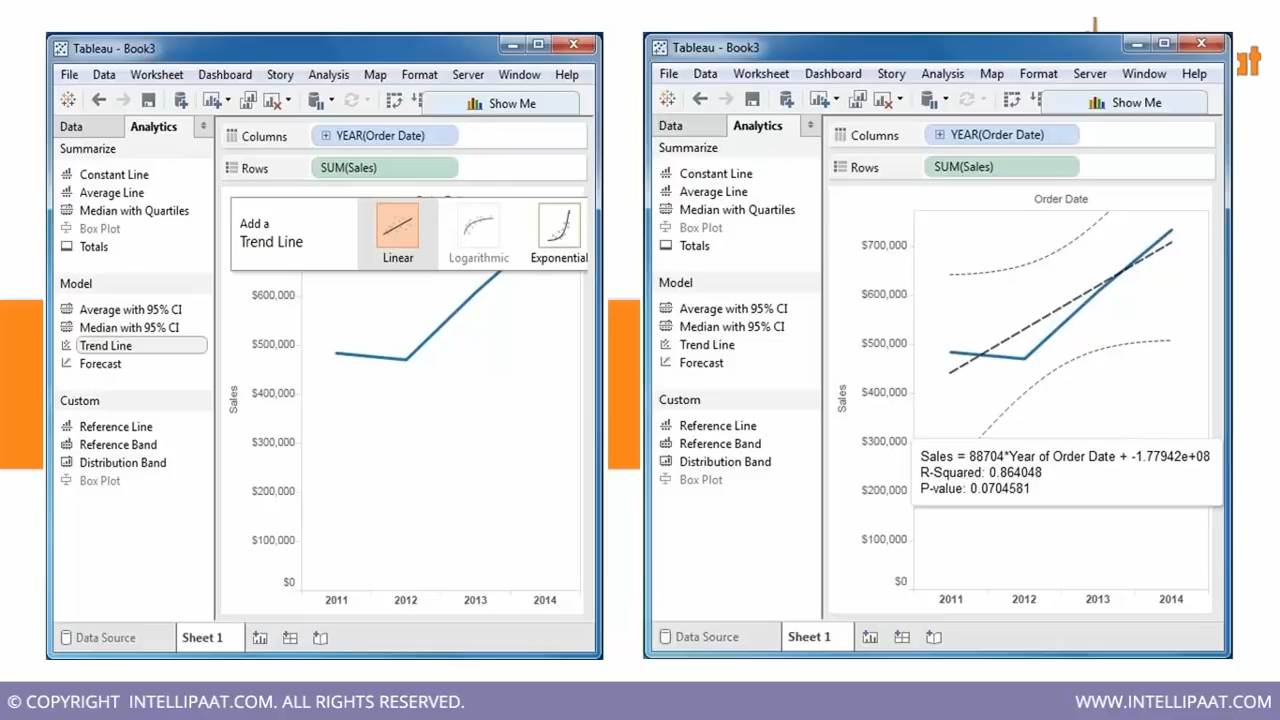 Tableau - Book3
File Data Worksheet Dashboard Story Analysis Map Format Server Window Help
Show Me
Data Analytics
Columns YEAR(Order Date)
Rows SUM(Sales)
Summarize
Constant Line
Average Line
Median with Quartiles
Box Plot
Totals
Model
Average with 95% CI
Median with 95% CI
Trend Line
Forecast
Custom
Reference Line
Reference Band
Distribution Band
Box Plot
Add a
Trend Line
Linear
Logarithmic
Exponential
Sales
$600,000
$500,000
$400,000
$300,000
$200,000
$100,000
$0
2011 2012 2013 2014
Data Source Sheet 1
Tableau - Book3
File Data Worksheet Dashboard Story Analysis Map Format Server Window Help
Show Me
Data Analytics
Columns YEAR(Order Date)
Rows SUM(Sales)
Summarize
Constant Line
Average Line
Median with Quartiles
Box Plot
Totals
Model
Average with 95% CI
Median with 95% CI
Trend Line
Forecast
Custom
Reference Line
Reference Band
Distribution Band
Box Plot
Order Date
Sales
$700,000
$600,000
$500,000
$400,000
$300,000
$200,000
$100,000
$0
Sales = 88704*Year of Order Date + -1.77942e+08
R-Squared: 0.864048
P-value: 0.0704581
2011 2012 2013 2014
Data Source Sheet 1
at
© COPYRIGHT INTELLIPAAT.COM. ALL RIGHTS RESERVED.
WWW.INTELLIPAAT.COM